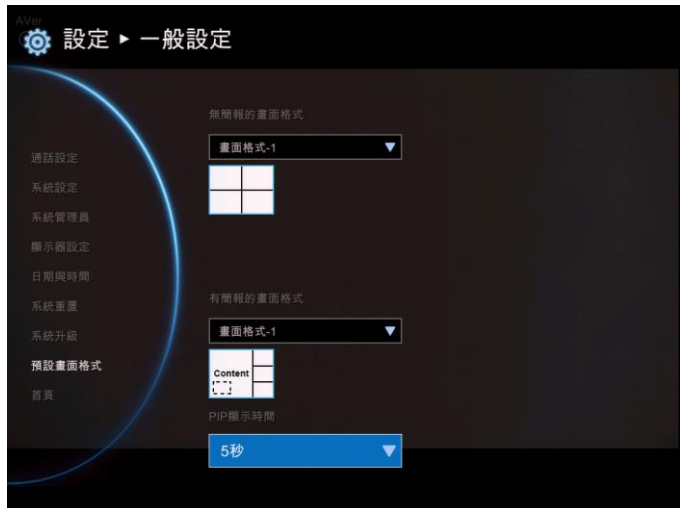 AVer
設定 ▸ 一般設定
無簡報的畫面格式
畫面格式-1
通話設定
系統設定
系統管理員
顯示器設定
日期與時間
系統重置
系統升級
預設畫面格式
首頁
有簡報的畫面格式
畫面格式-1
Content
PIP顯示時間
5秒